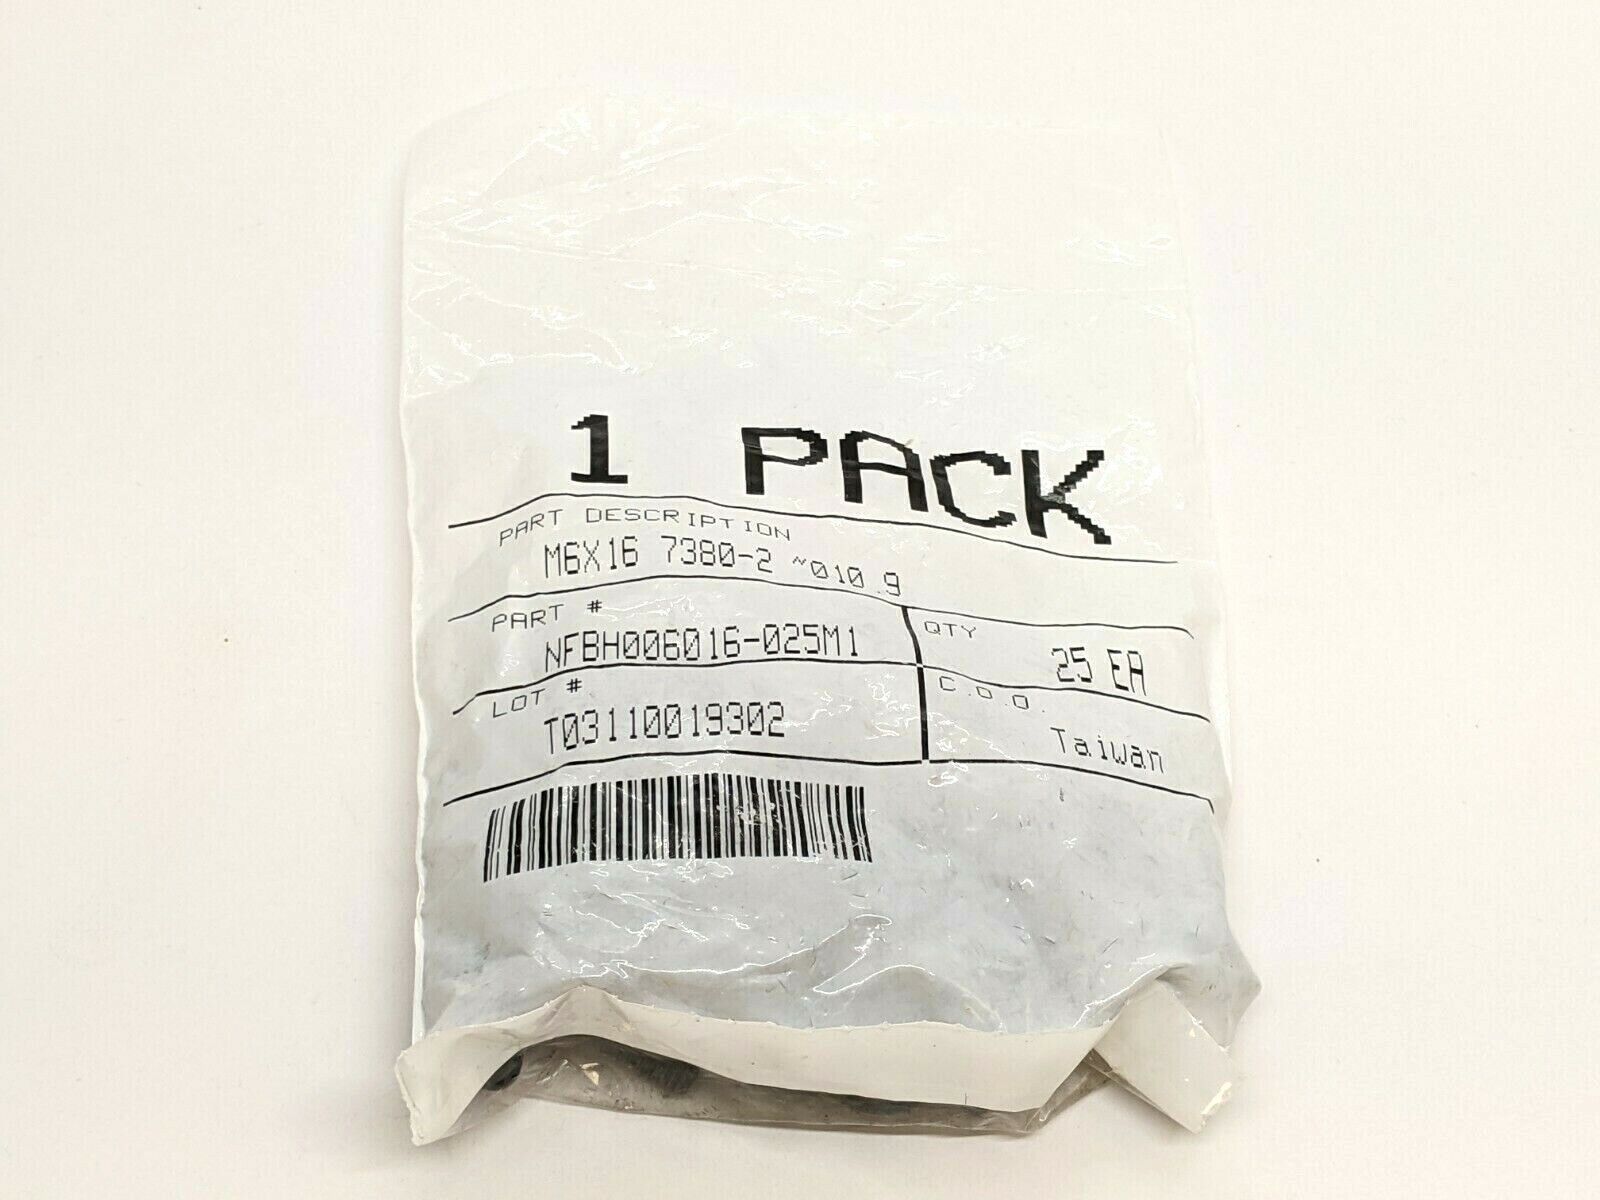 1 PACK
PART DESCRIPTION
M6X16 7380-2 ~010.9
PART #
NFBH006016-025M1
QTY
25 EA
LOT #
T03110019302
C.O.O.
Taiwan